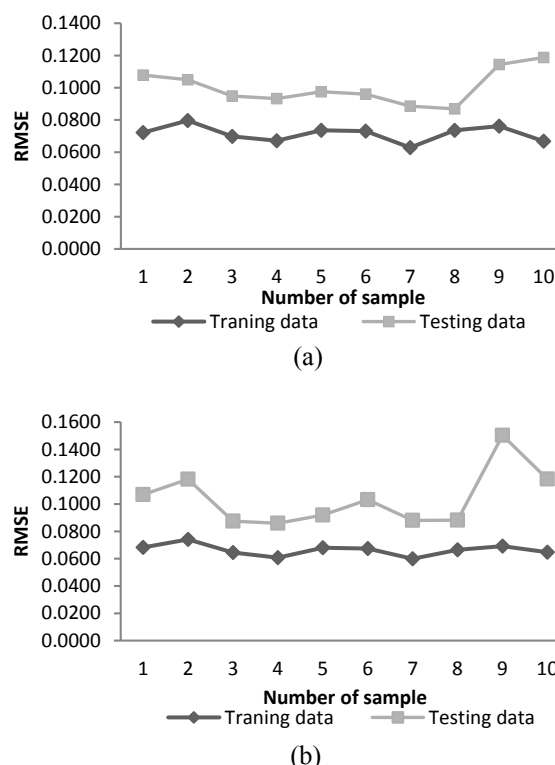 0.1400
0.1200
0.1000
0.0800
0.0600
0.0400
0.0200
0.0000
RMSE
1 2 3 4 5 6 7 8 9 10
Number of sample
Traning data Testing data
(a)
0.1600
0.1400
0.1200
0.1000
0.0800
0.0600
0.0400
0.0200
0.0000
RMSE
1 2 3 4 5 6 7 8 9 10
Number of sample
Traning data Testing data
(b)